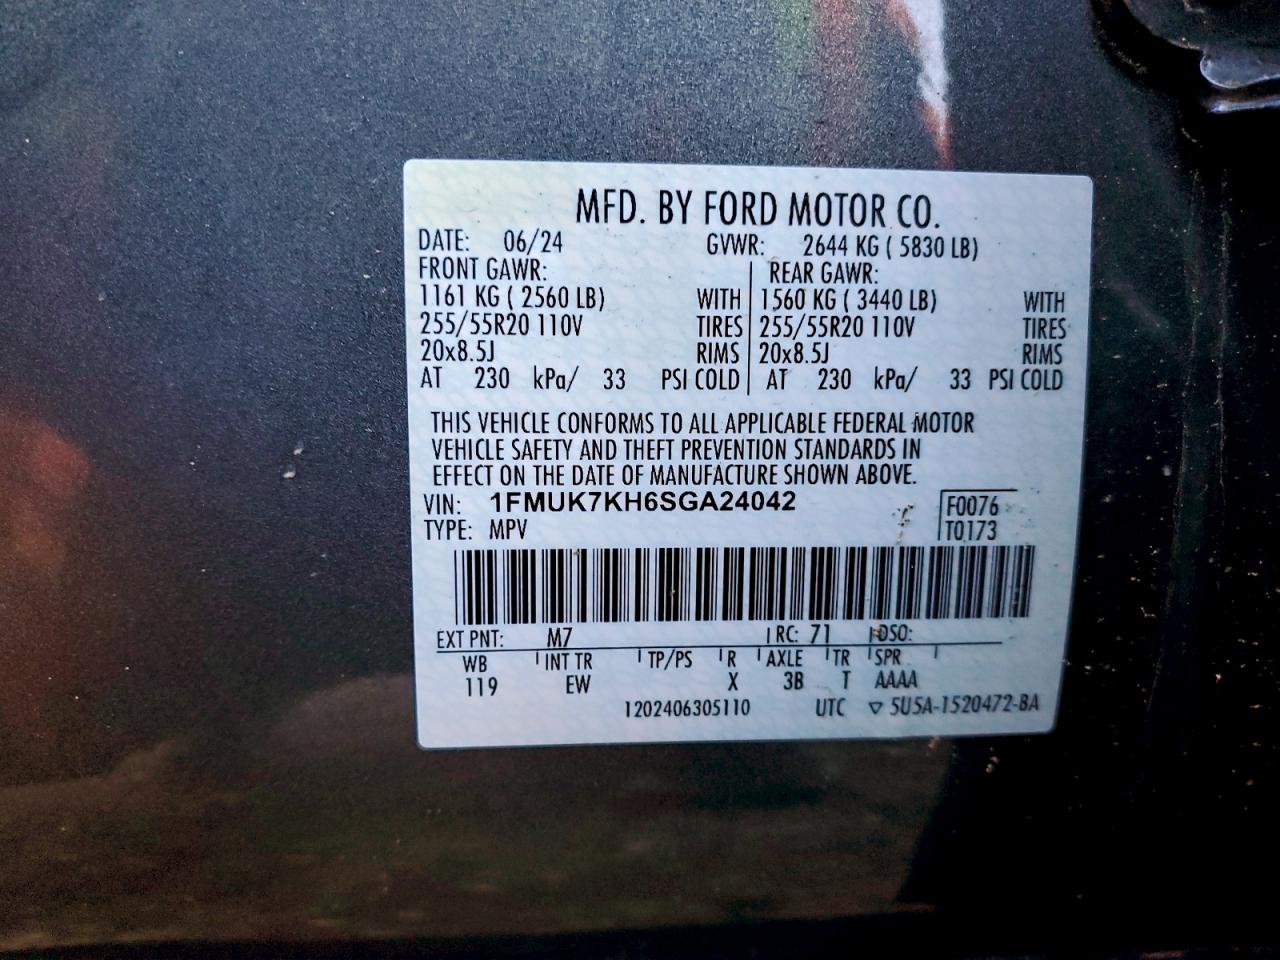 MFD. BY FORD MOTOR CO.
DATE: 06/24 GVWR: 2644 KG ( 5830 LB)
FRONT GAWR: REAR GAWR:
1161 KG ( 2560 LB) WITH 1560 KG ( 3440 LB) WITH
255/55R20 110V TIRES 255/55R20 110V TIRES
20x8.5J RIMS 20x8.5J RIMS
AT 230 kPa/ 33 PSI COLD AT 230 kPa/ 33 PSI COLD
THIS VEHICLE CONFORMS TO ALL APPLICABLE FEDERAL MOTOR
VEHICLE SAFETY AND THEFT PREVENTION STANDARDS IN
EFFECT ON THE DATE OF MANUFACTURE SHOWN ABOVE.
VIN: 1FMUK7KH6SGA24042 F0076
TYPE: MPV T0173
EXT PNT: M7 RC: 71 DSO:
WB INT TR TP/PS R AXLE TR SPR
119 EW X 3B T AAAA
1202406305110 UTC ▽ 5U5A-1520472-BA